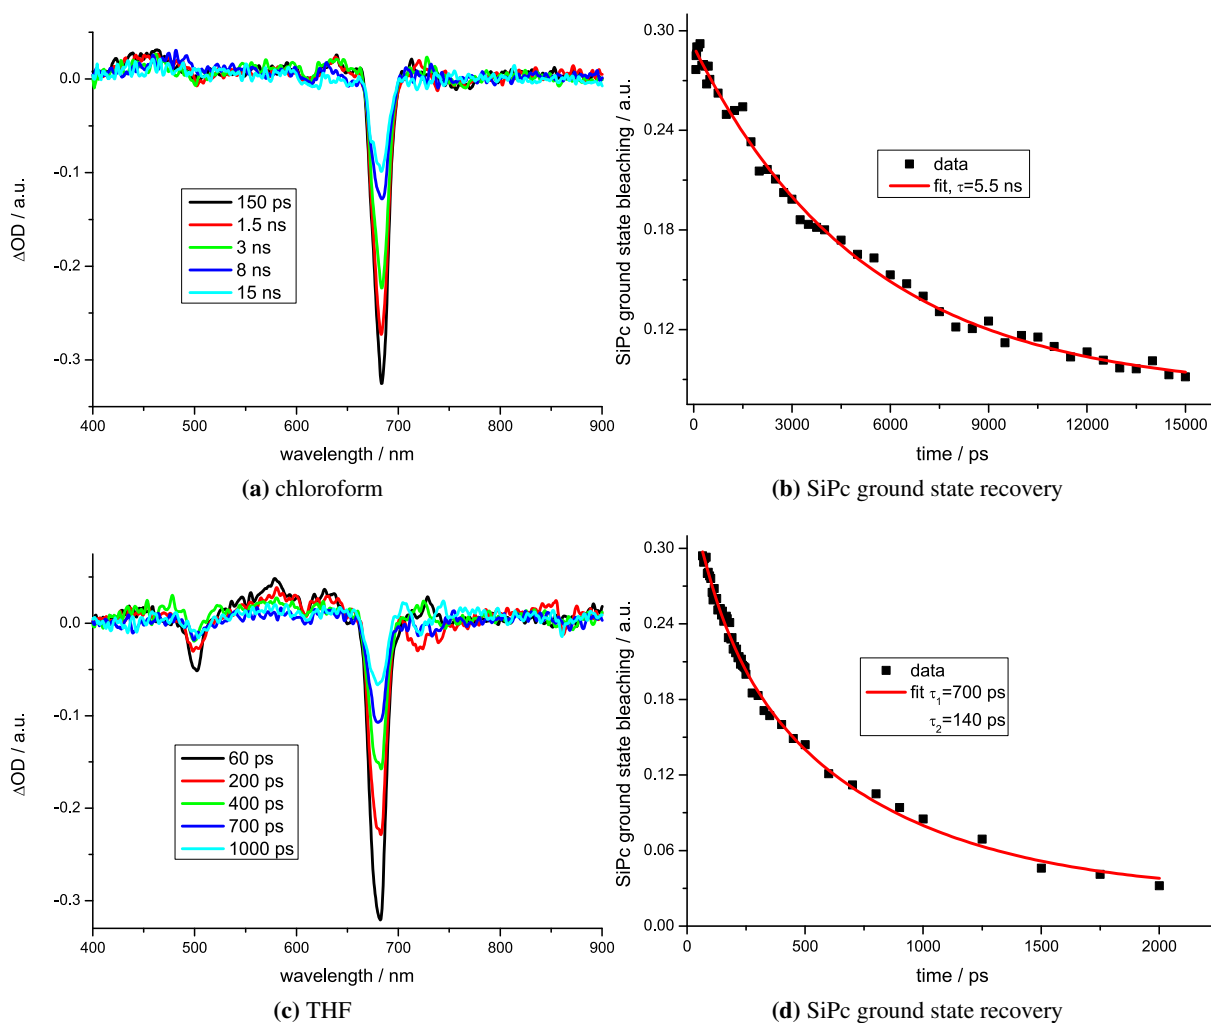 0.0
-0.1
-0.2
-0.3
ΔOD / a.u.
150 ps
1.5 ns
3 ns
8 ns
15 ns
400 500 600 700 800 900
wavelength / nm
(a) chloroform
0.30
0.24
0.18
0.12
SiPc ground state bleaching / a.u.
data
fit, τ=5.5 ns
0 3000 6000 9000 12000 15000
time / ps
(b) SiPc ground state recovery
0.0
-0.1
-0.2
-0.3
ΔOD / a.u.
60 ps
200 ps
400 ps
700 ps
1000 ps
400 500 600 700 800 900
wavelength / nm
(c) THF
0.30
0.24
0.18
0.12
0.06
0.00
SiPc ground state bleaching / a.u.
data
fit τ₁=700 ps
τ₂=140 ps
0 500 1000 1500 2000
time / ps
(d) SiPc ground state recovery